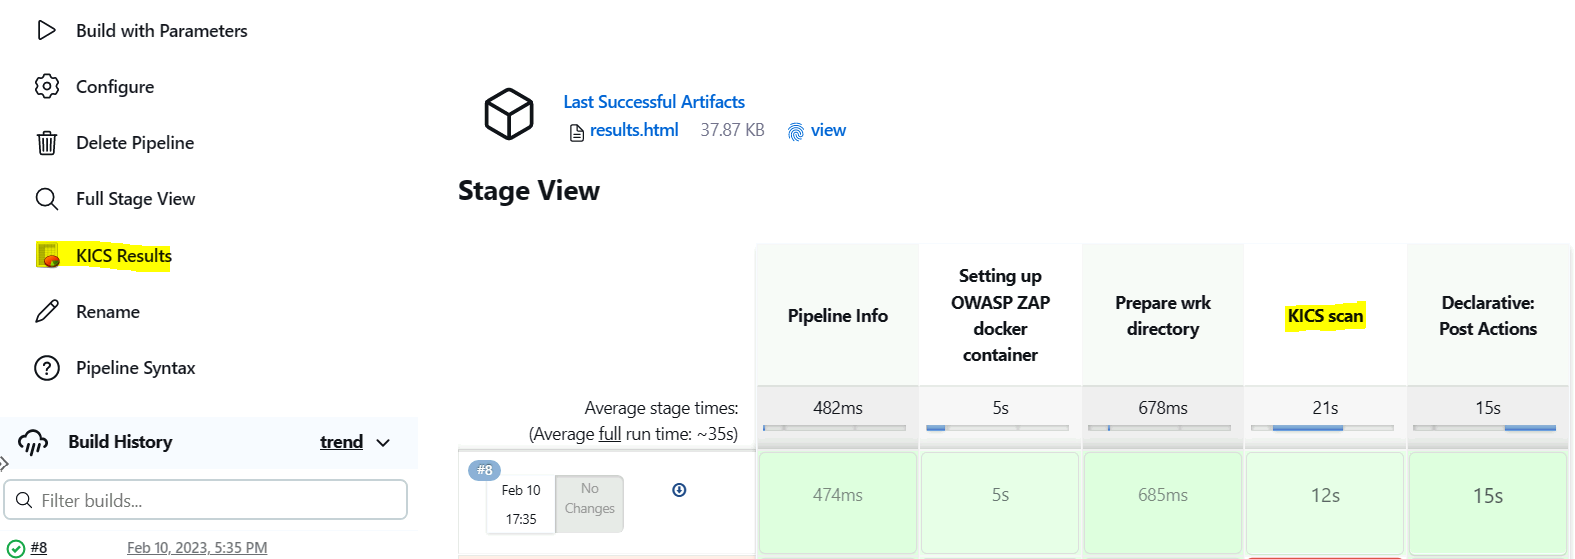 Build with Parameters
Configure
Delete Pipeline
Full Stage View
KICS Results
Rename
Pipeline Syntax
Build History
trend
Filter builds...
#8
Feb 10, 2023, 5:35 PM
Last Successful Artifacts
results.html 37.87 KB view
Stage View
Pipeline Info
Setting up
OWASP ZAP
docker
container
Prepare wrk
directory
KICS scan
Declarative:
Post Actions
Average stage times:
(Average full run time: ~35s)
482ms
5s
678ms
21s
15s
#8
Feb 10
17:35
No
Changes
474ms
5s
685ms
12s
15s